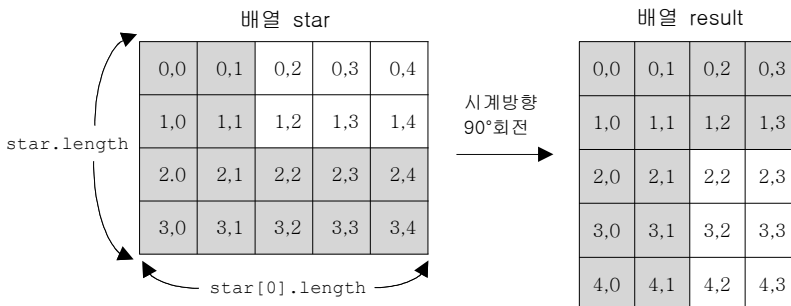 배열 star
0,0 0,1 0,2 0,3 0,4
1,0 1,1 1,2 1,3 1,4
2.0 2,1 2,2 2,3 2,4
3,0 3,1 3,2 3,3 3,4
star.length
star[0].length
시계방향
90°회전
배열 result
0,0 0,1 0,2 0,3
1,0 1,1 1,2 1,3
2,0 2,1 2,2 2,3
3,0 3,1 3,2 3,3
4,0 4,1 4,2 4,3